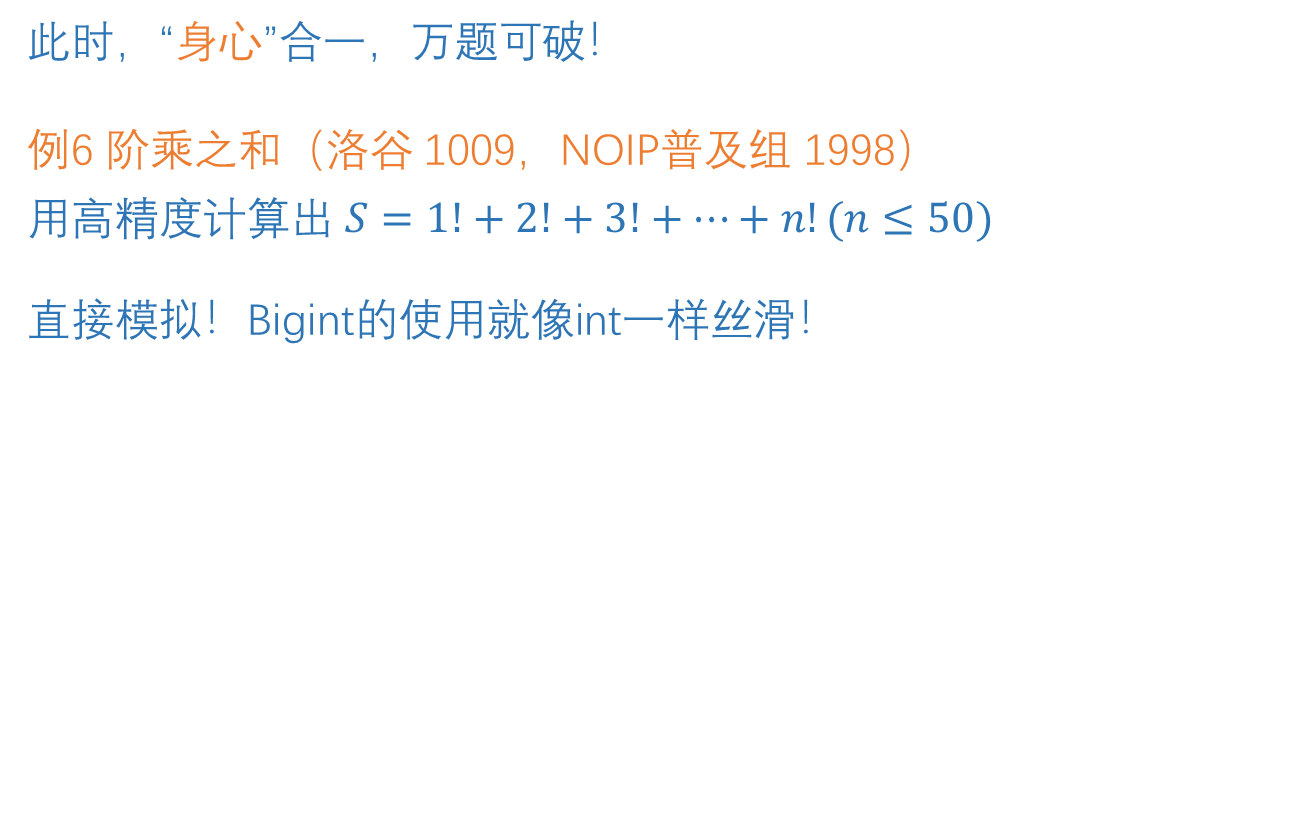 此时，“身心”合一，万题可破！
例6 阶乘之和（洛谷 1009，NOIP普及组 1998）
用高精度计算出 S = 1! + 2! + 3! + ⋯ + n! (n ≤ 50)
直接模拟！Bigint的使用就像int一样丝滑！